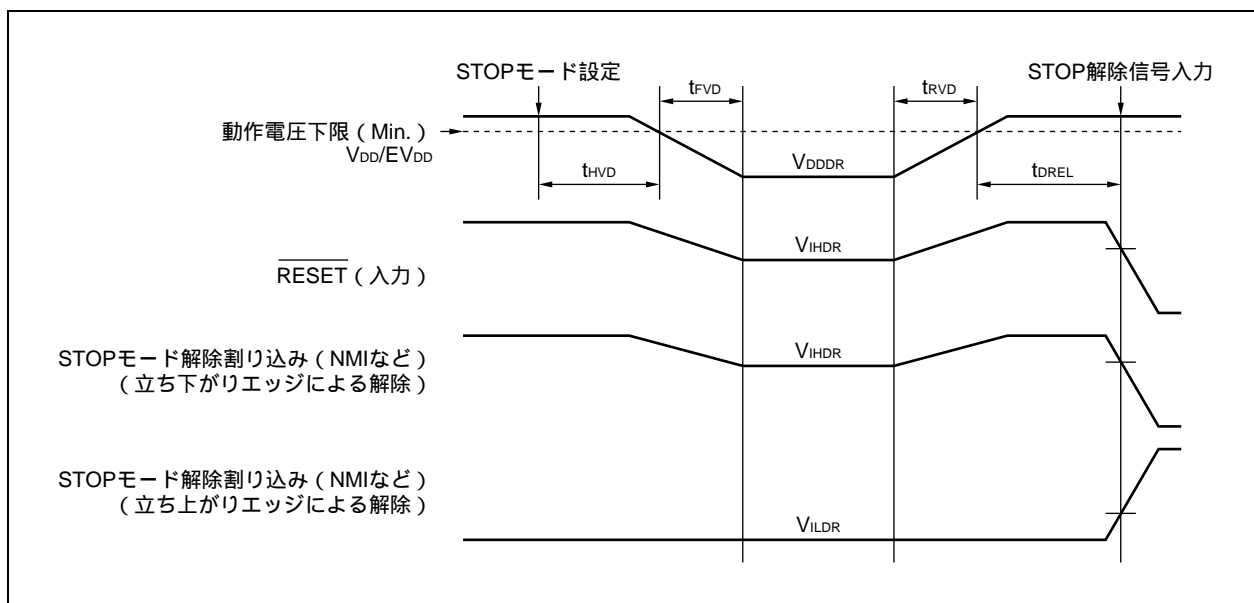 STOPモード設定
STOP解除信号入力
tFVD
tRVD
動作電圧下限（Min.）
VDD/EVDD
VDDDR
tHVD
tDREL
VIHDR
RESET（入力）
VIHDR
STOPモード解除割り込み（NMIなど）
（立ち下がりエッジによる解除）
STOPモード解除割り込み（NMIなど）
（立ち上がりエッジによる解除）
VILDR